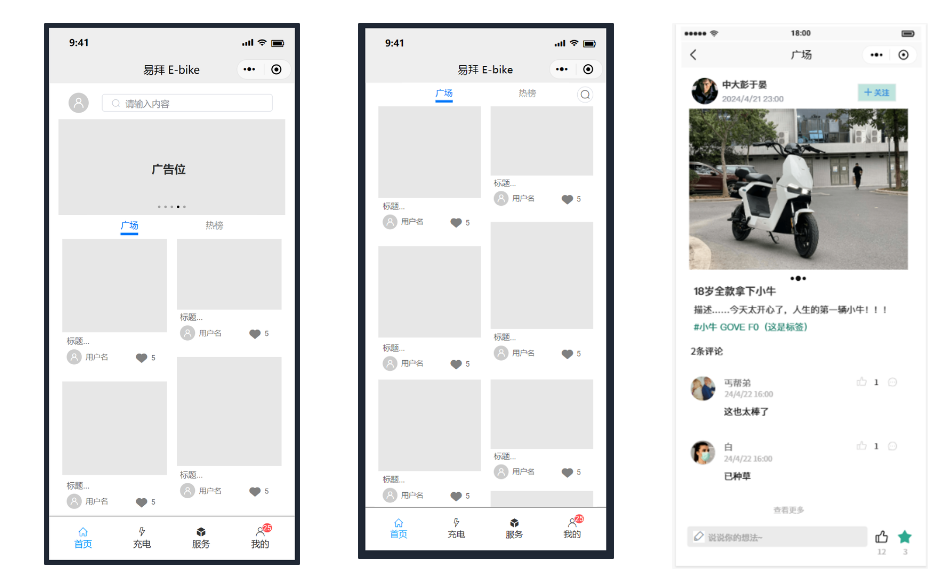 9:41
易拜 E-bike
请输入内容
广告位
广场 热榜
标题...
用户名 5
标题...
用户名 5
标题...
用户名 5
标题...
用户名 5
首页 充电 服务 我的
25
9:41
易拜 E-bike
广场 热榜
标题...
用户名 5
标题...
用户名 5
标题...
用户名 5
标题...
用户名 5
标题...
用户名 5
标题...
用户名 5
首页 充电 服务 我的
25
18:00
广场
中大彭于晏
2024/4/21 23:00
+关注
18岁全款拿下小牛
描述......今天太开心了，人生的第一辆小牛！！！
#小牛 GOVE F0（这是标签）
2条评论
丐帮弟
24/4/22 16:00
1
这也太棒了
白
24/4/22 16:00
1
已种草
查看更多
说说你的想法~
12 3